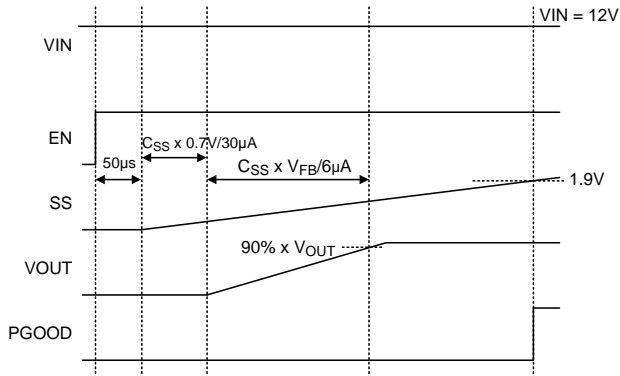 VIN = 12V
VIN
EN
C_SS x 0.7V/30µA
50µs
C_SS x V_FB/6µA
SS
1.9V
90% x V_OUT
VOUT
PGOOD